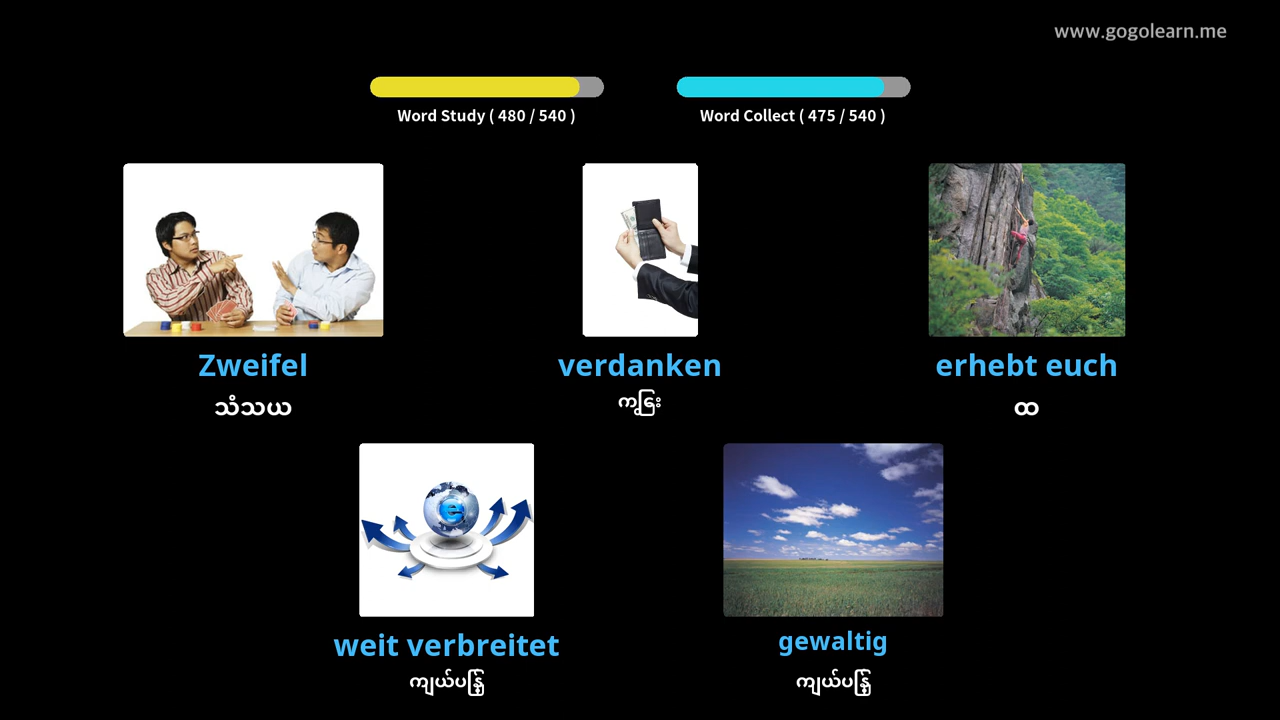 www.gogolearn.me
Word Study ( 480 / 540 )
Word Collect ( 475 / 540 )
Zweifel
verdanken
erhebt euch
သံသယ
ကြွေး
ထ
weit verbreitet
gewaltig
ကျယ်ပြန့်
ကျယ်ပြန့်